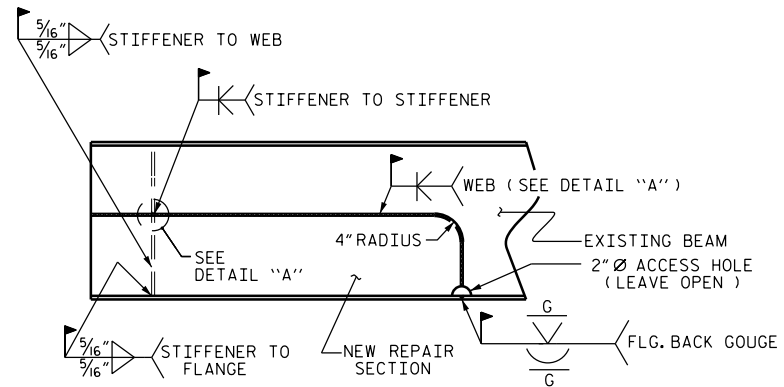 5/16"
5/16"
STIFFENER TO WEB
STIFFENER TO STIFFENER
WEB ( SEE DETAIL "A" )
4" RADIUS
SEE
DETAIL "A"
EXISTING BEAM
2" Ø ACCESS HOLE
( LEAVE OPEN )
G
FLG. BACK GOUGE
G
5/16"
5/16"
STIFFENER TO
FLANGE
NEW REPAIR
SECTION